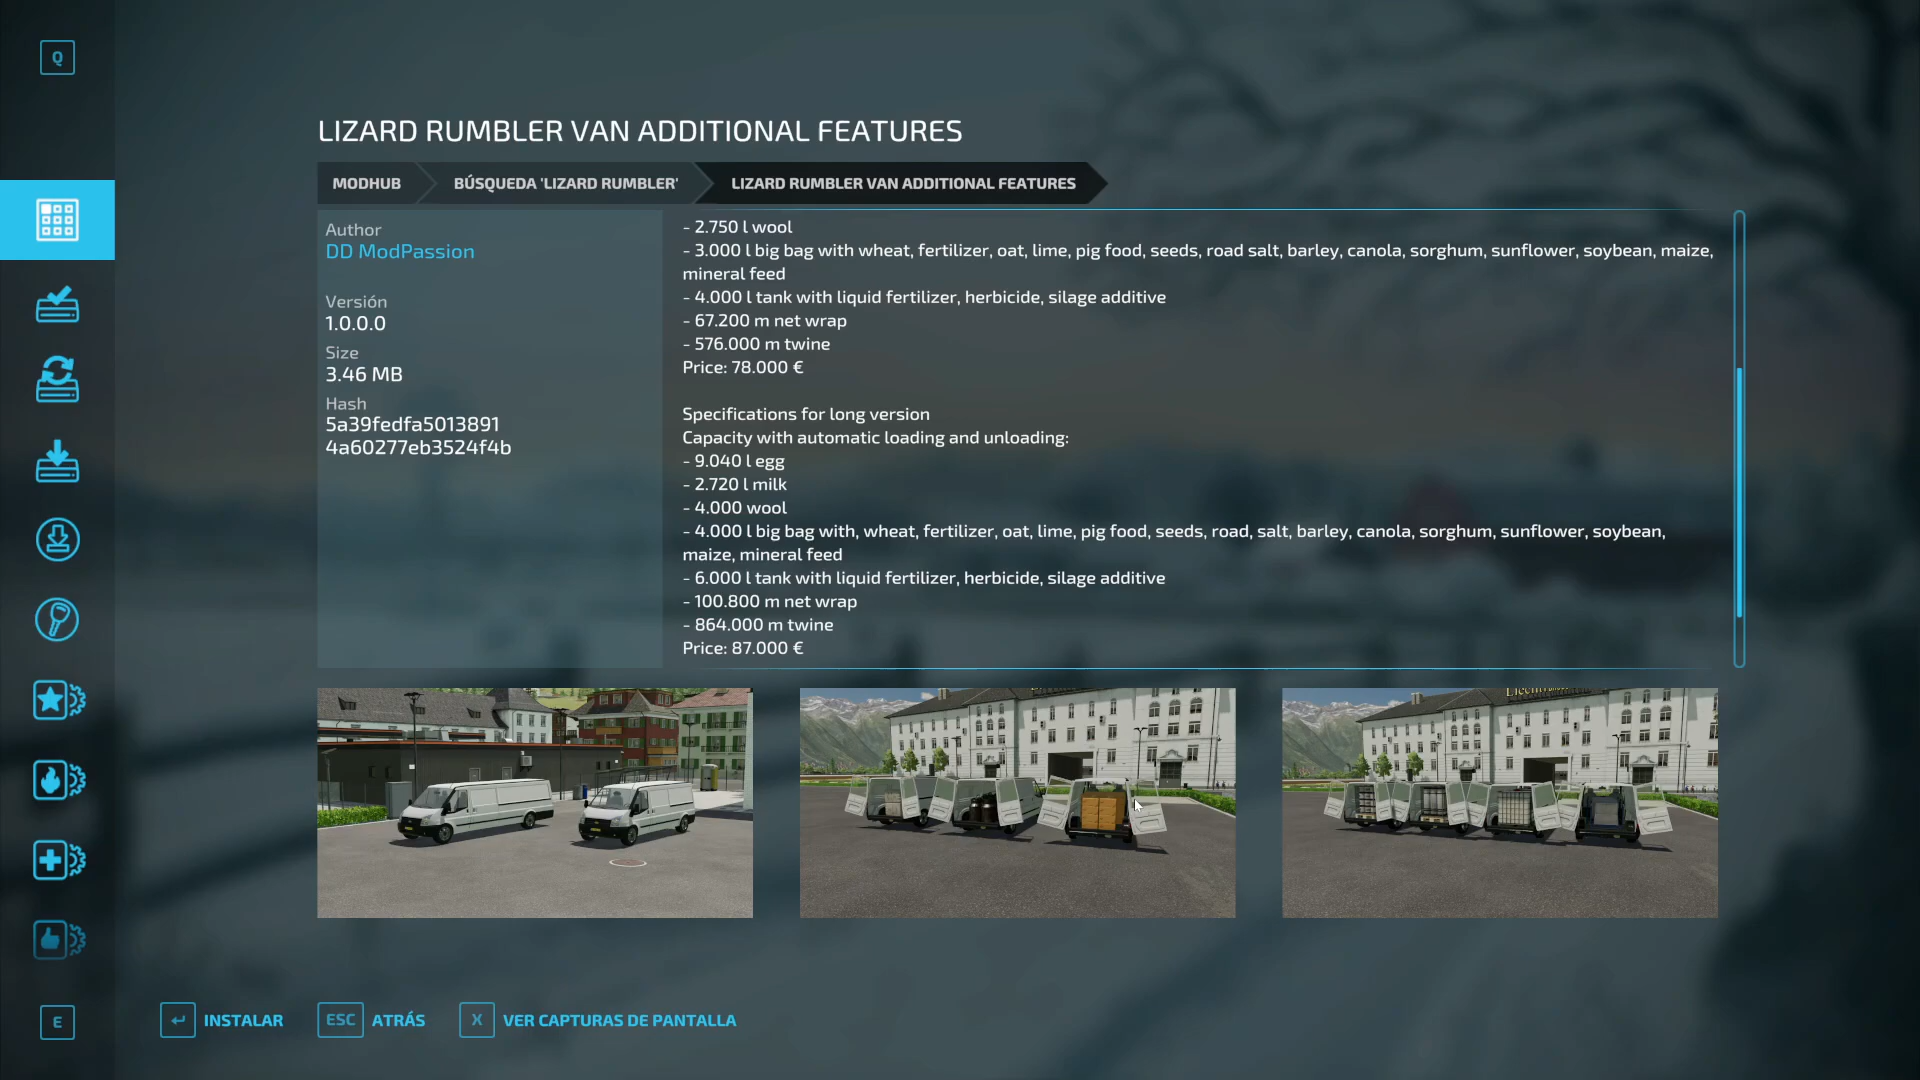 Q
LIZARD RUMBLER VAN ADDITIONAL FEATURES
MODHUB
BÚSQUEDA 'LIZARD RUMBLER'
LIZARD RUMBLER VAN ADDITIONAL FEATURES
Author
DD ModPassion
Versión
1.0.0.0
Size
3.46 MB
Hash
5a39fedfa5013891
4a60277eb3524f4b
- 2.750 l wool
- 3.000 l big bag with wheat, fertilizer, oat, lime, pig food, seeds, road salt, barley, canola, sorghum, sunflower, soybean, maize,
mineral feed
- 4.000 l tank with liquid fertilizer, herbicide, silage additive
- 67.200 m net wrap
- 576.000 m twine
Price: 78.000 €
Specifications for long version
Capacity with automatic loading and unloading:
- 9.040 l egg
- 2.720 l milk
- 4.000 wool
- 4.000 l big bag with, wheat, fertilizer, oat, lime, pig food, seeds, road, salt, barley, canola, sorghum, sunflower, soybean,
maize, mineral feed
- 6.000 l tank with liquid fertilizer, herbicide, silage additive
- 100.800 m net wrap
- 864.000 m twine
Price: 87.000 €
E
INSTALAR
ESC ATRÁS
X VER CAPTURAS DE PANTALLA